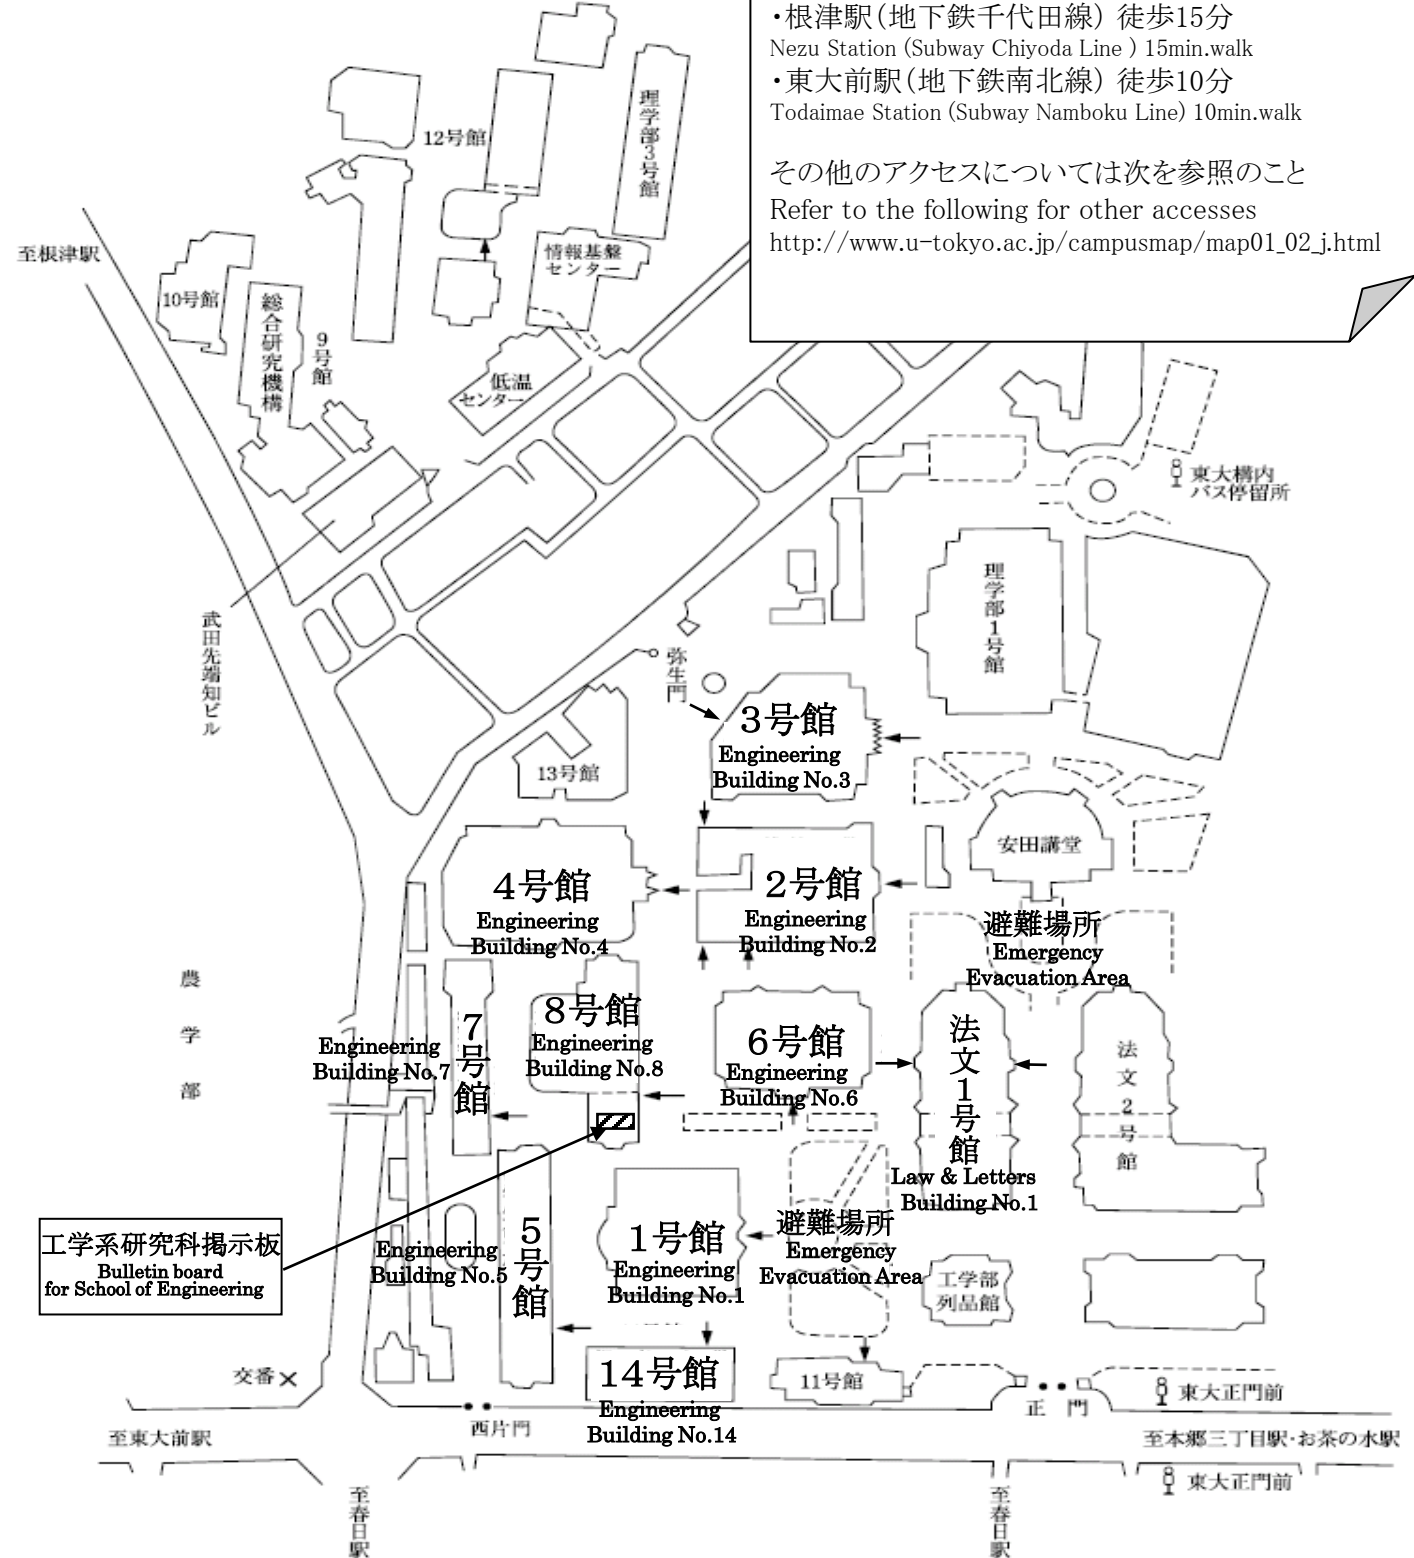 ・根津駅（地下鉄千代田線） 徒歩15分
Nezu Station (Subway Chiyoda Line ) 15min.walk
・東大前駅（地下鉄南北線） 徒歩10分
Todaimae Station (Subway Namboku Line) 10min.walk
その他のアクセスについては次を参照のこと
Refer to the following for other accesses
http://www.u-tokyo.ac.jp/campusmap/map01_02_j.html
12号館
理学部3号館
至根津駅
情報基盤
センター
10号館
総合研究機構
9号館
低温
センター
東大構内
バス停留所
理学部1号館
武田先端知ビル
弥生門
3号館
Engineering
Building No.3
13号館
安田講堂
4号館
Engineering
Building No.4
2号館
Engineering
Building No.2
避難場所
Emergency
Evacuation Area
農学部
7号館
Engineering
Building No.7
8号館
Engineering
Building No.8
6号館
Engineering
Building No.6
法文1号館
Law & Letters
Building No.1
法文2号館
工学系研究科掲示板
Bulletin board
for School of Engineering
5号館
Engineering
Building No.5
1号館
Engineering
Building No.1
避難場所
Emergency
Evacuation Area
工学部
列品館
交番
14号館
Engineering
Building No.14
11号館
正門
東大正門前
西片門
至東大前駅
至本郷三丁目駅・お茶の水駅
東大正門前
至春日駅
至春日駅